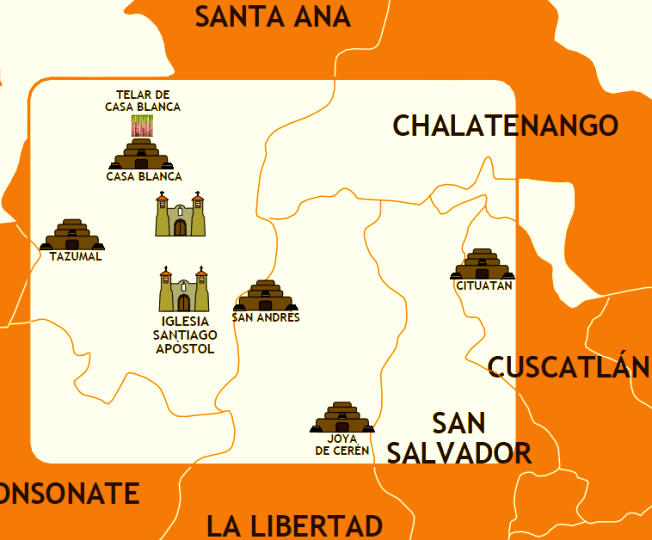 SANTA ANA
TELAR DE
CASA BLANCA
CHALATENANGO
CASA BLANCA
TAZUMAL
CITUATAN
SAN ANDRES
IGLESIA
SANTIAGO
APÓSTOL
CUSCATLÁN
SAN
SALVADOR
JOYA
DE CERÉN
ONSONATE
LA LIBERTAD